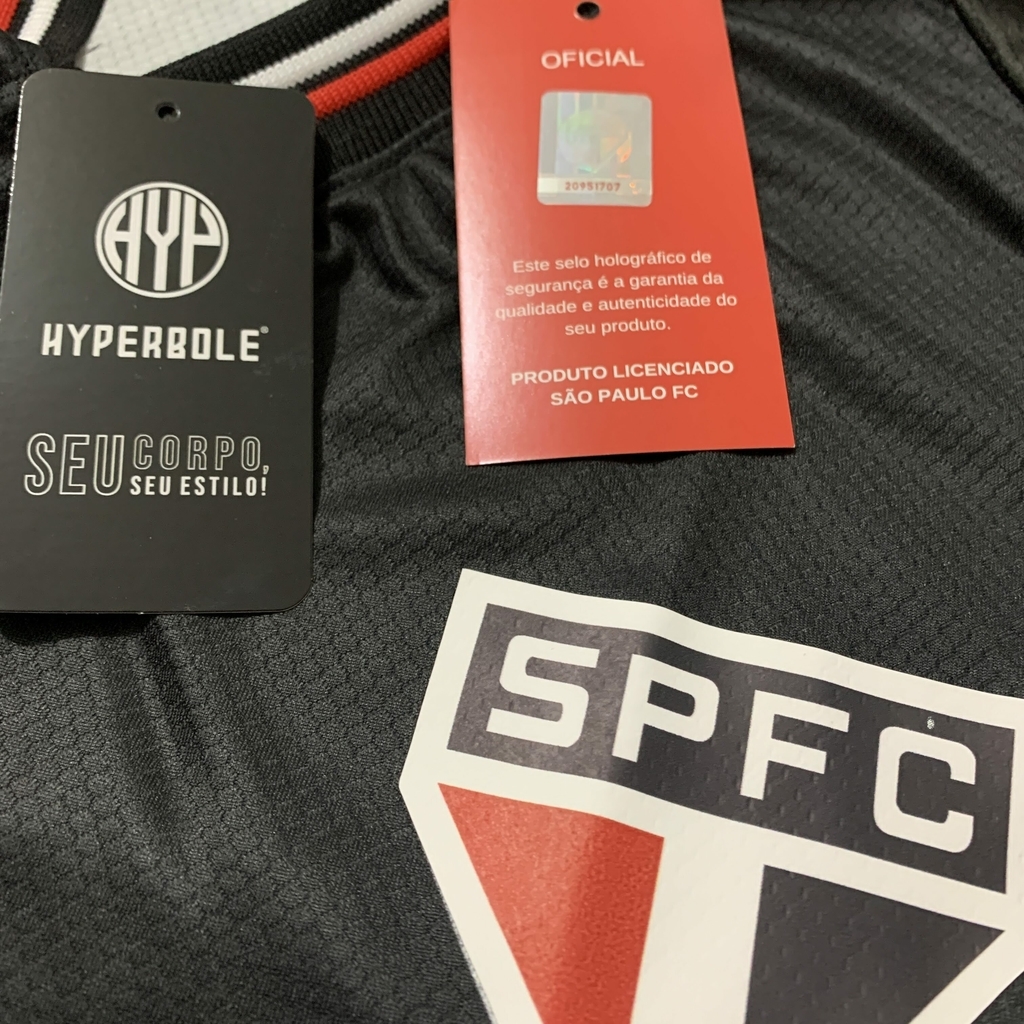 HYP
HYPERBOLE®
SEU CORPO,
SEU ESTILO!
OFICIAL
20951707
Este selo holográfico de
segurança é a garantia da
qualidade e autenticidade do
seu produto.
PRODUTO LICENCIADO
SÃO PAULO FC
SPFC